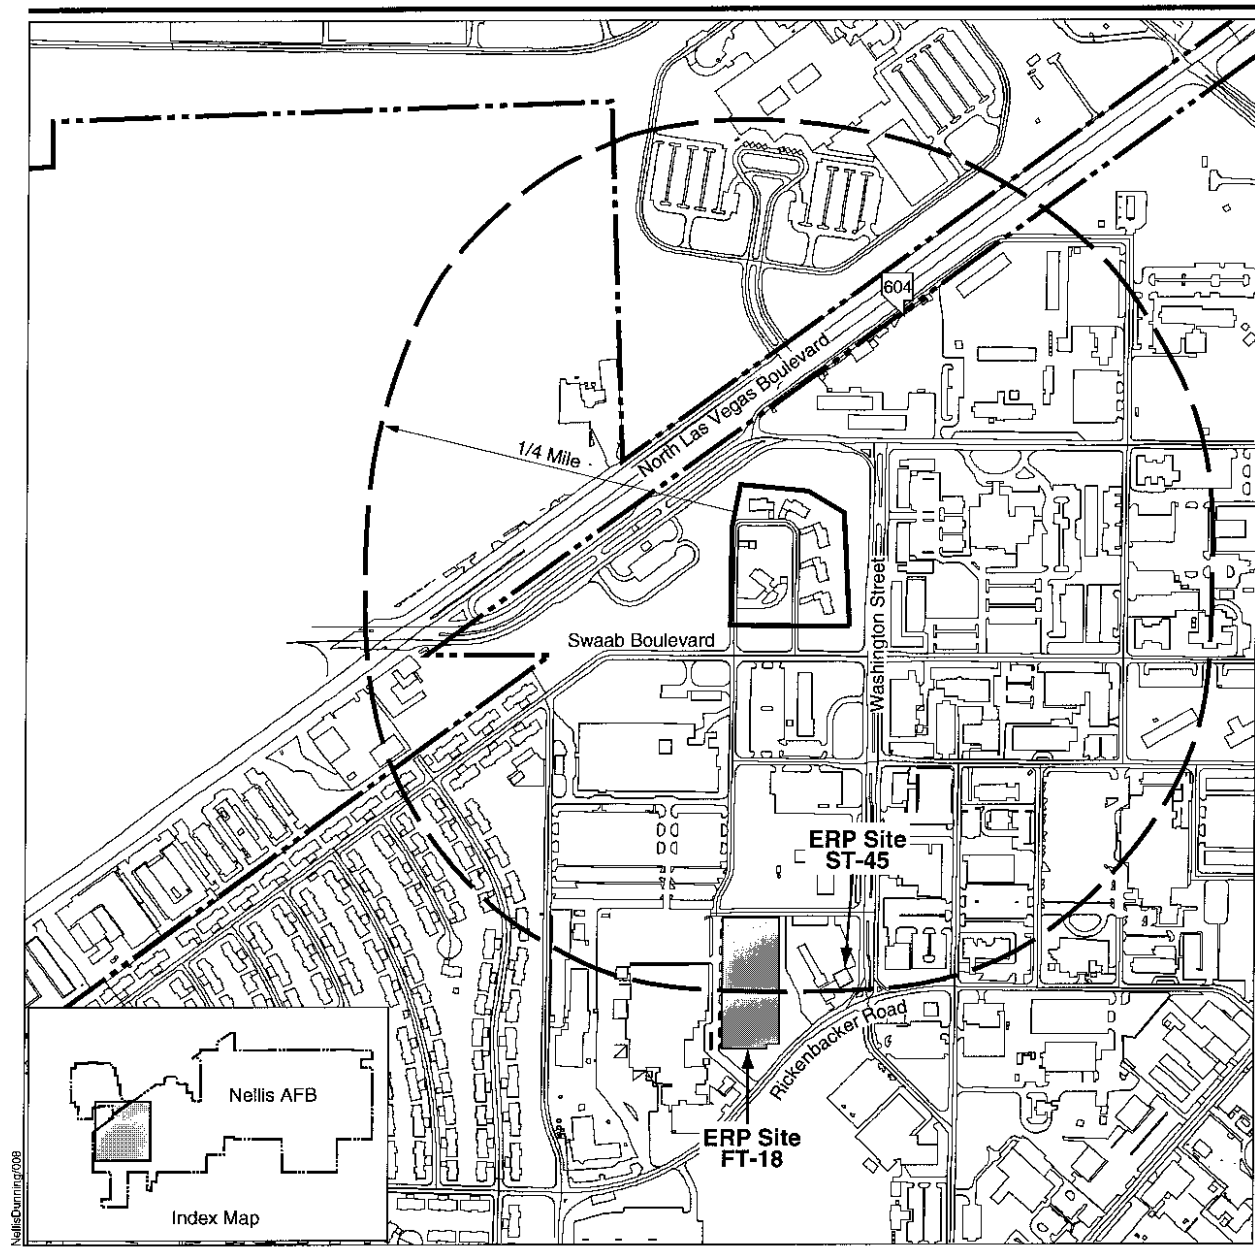 604
North Las Vegas Boulevard
1/4 Mile
Washington Street
Swaab Boulevard
ERP Site
ST-45
Rickenbacker Road
ERP Site
FT-18
Nellis AFB
Index Map
NellisDunning/008